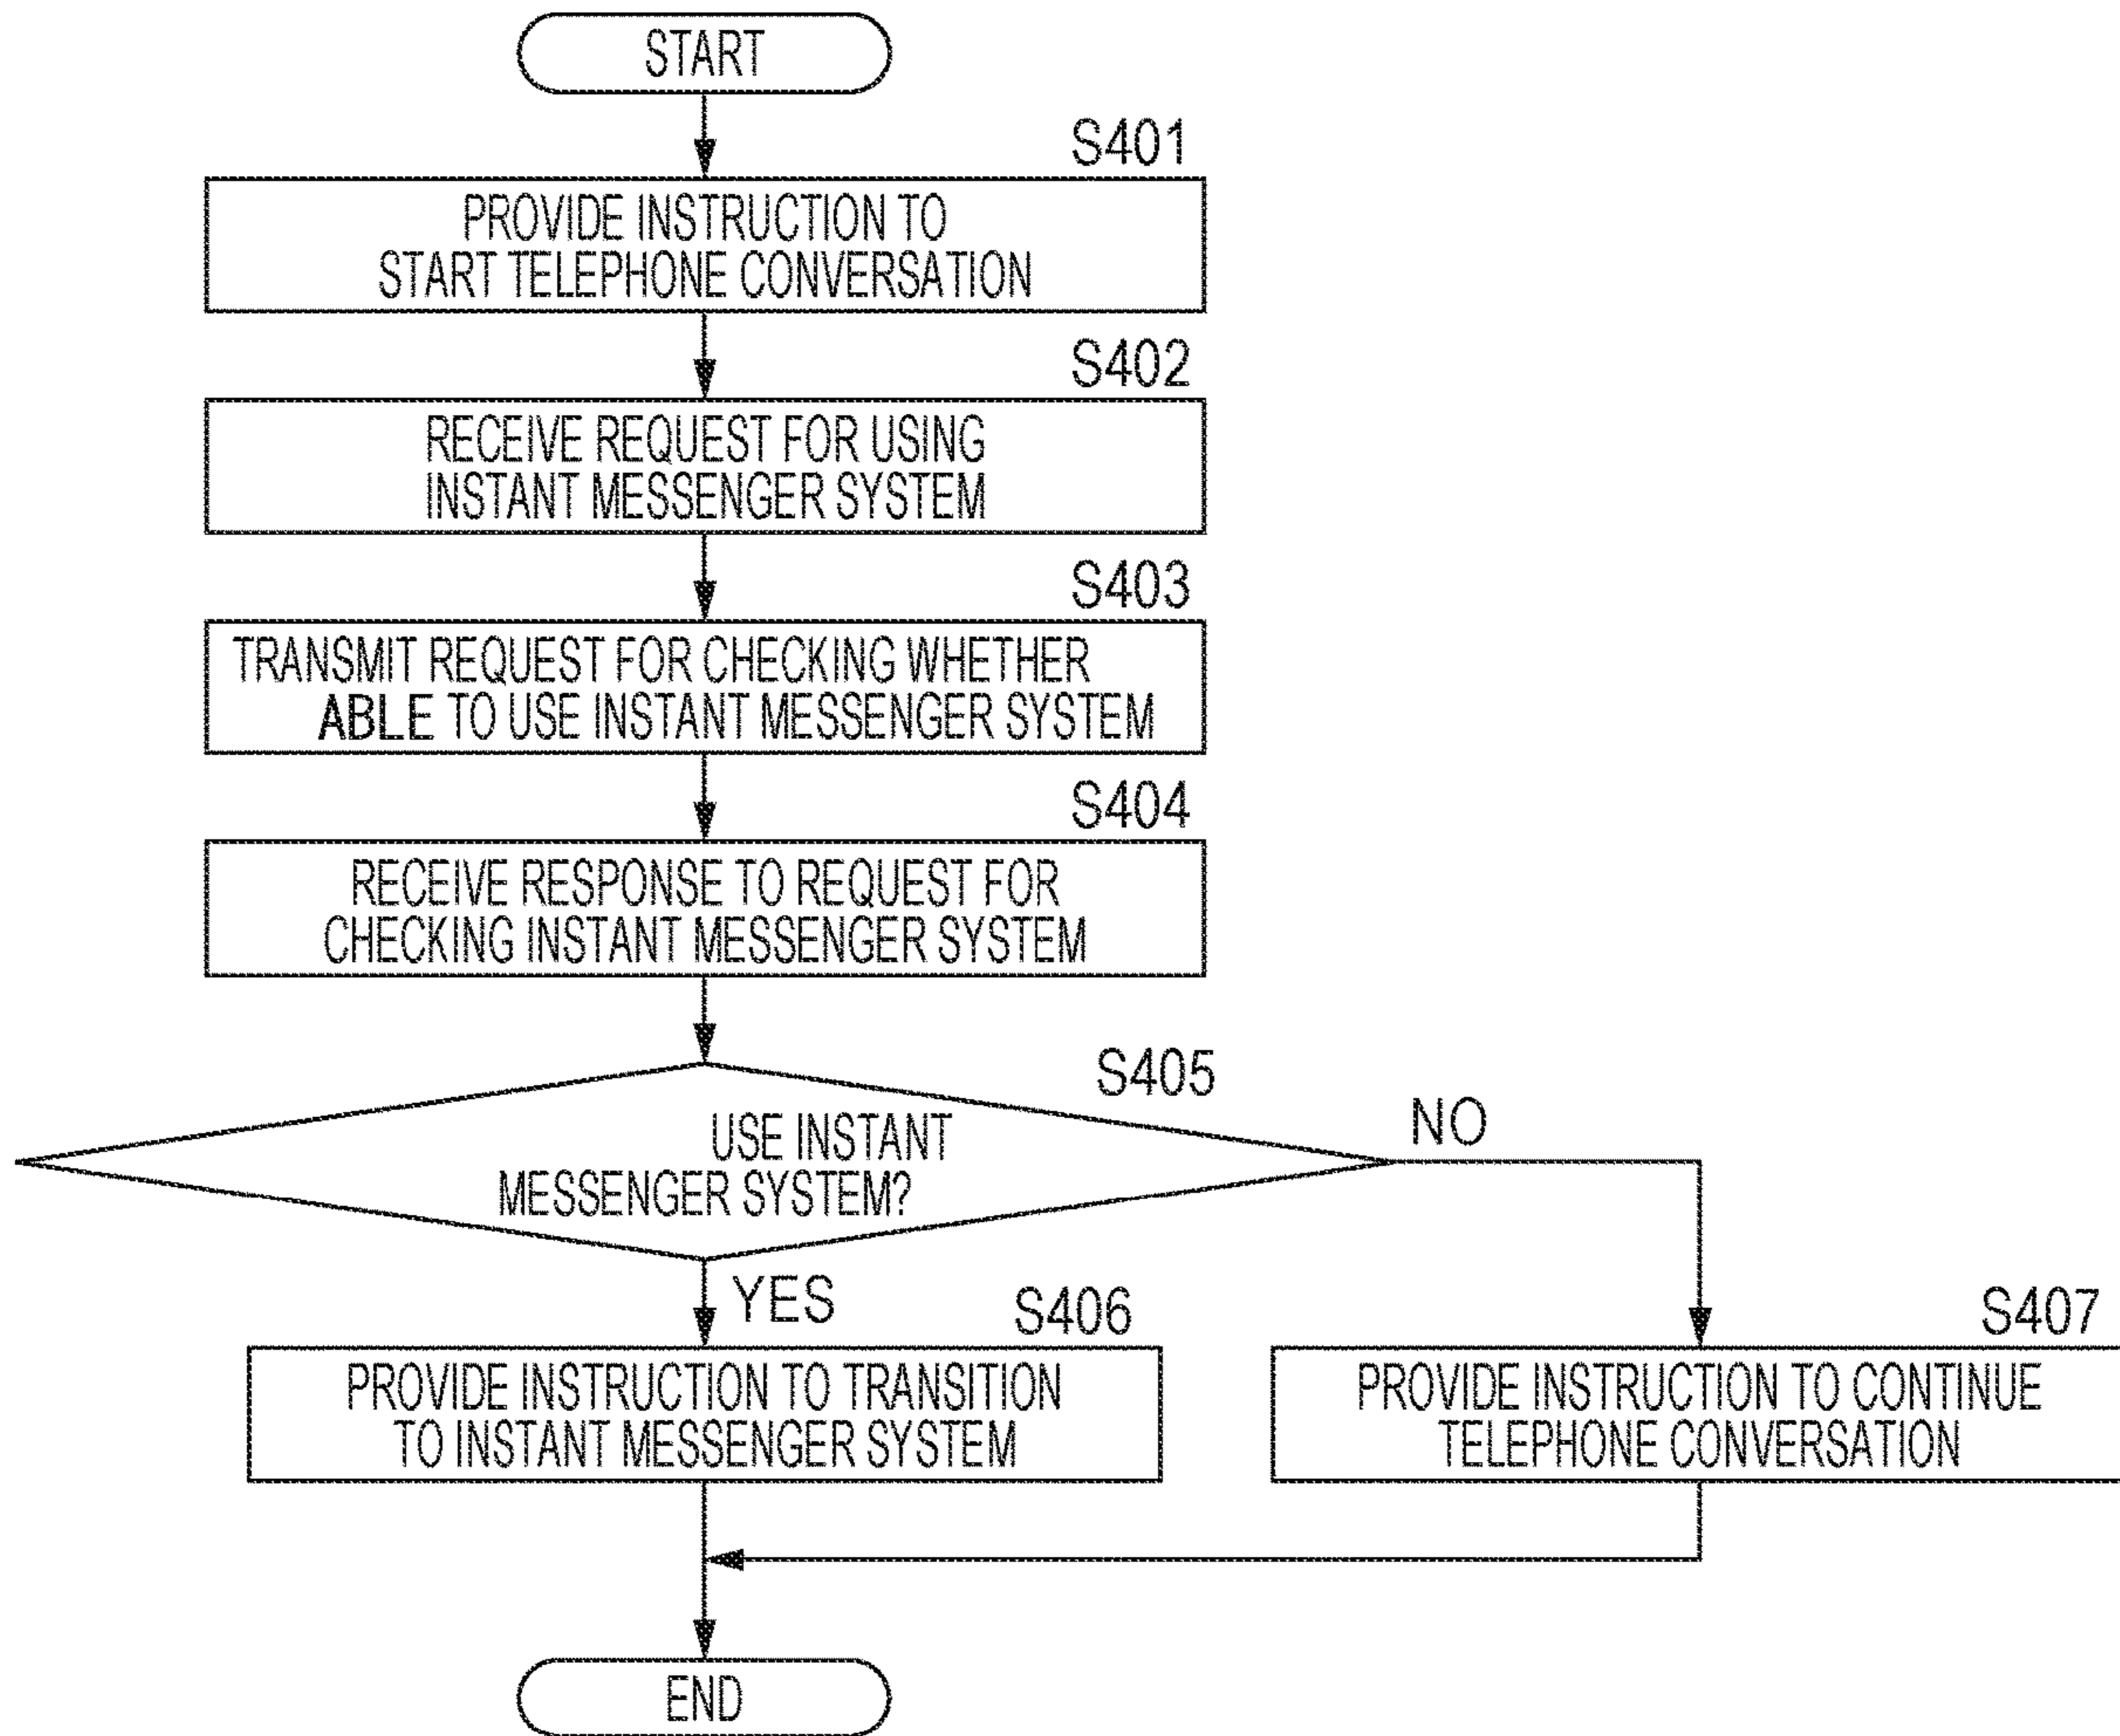 START
S401
PROVIDE INSTRUCTION TO
START TELEPHONE CONVERSATION
S402
RECEIVE REQUEST FOR USING
INSTANT MESSENGER SYSTEM
S403
TRANSMIT REQUEST FOR CHECKING WHETHER
ABLE TO USE INSTANT MESSENGER SYSTEM
S404
RECEIVE RESPONSE TO REQUEST FOR
CHECKING INSTANT MESSENGER SYSTEM
S405
USE INSTANT
MESSENGER SYSTEM?
NO
YES
S406
PROVIDE INSTRUCTION TO TRANSITION
TO INSTANT MESSENGER SYSTEM
S407
PROVIDE INSTRUCTION TO CONTINUE
TELEPHONE CONVERSATION
END